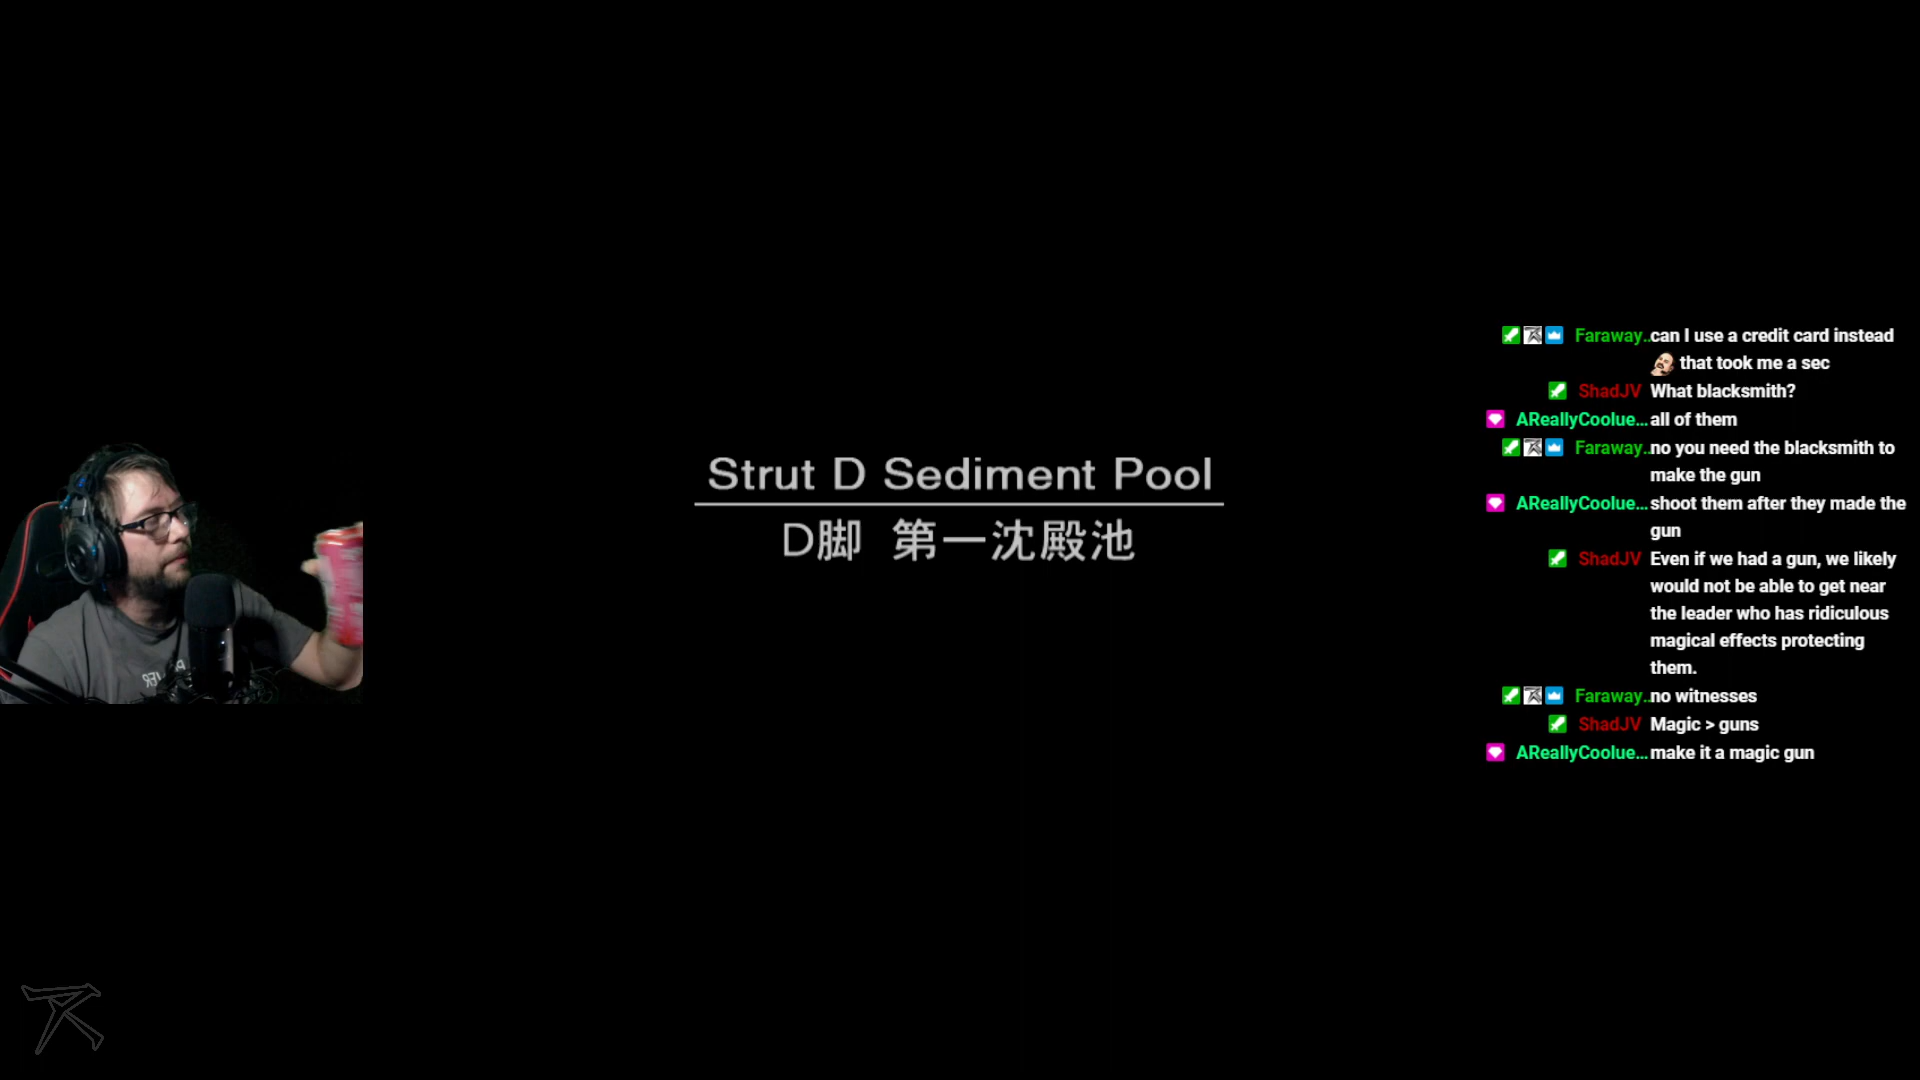 Strut D Sediment Pool
D脚 第一沈殿池
Faraway.. can I use a credit card instead
that took me a sec
ShadJV What blacksmith?
AReallyCoolue... all of them
Faraway.. no you need the blacksmith to
make the gun
AReallyCoolue... shoot them after they made the
gun
ShadJV Even if we had a gun, we likely
would not be able to get near
the leader who has ridiculous
magical effects protecting
them.
Faraway.. no witnesses
ShadJV Magic > guns
AReallyCoolue... make it a magic gun